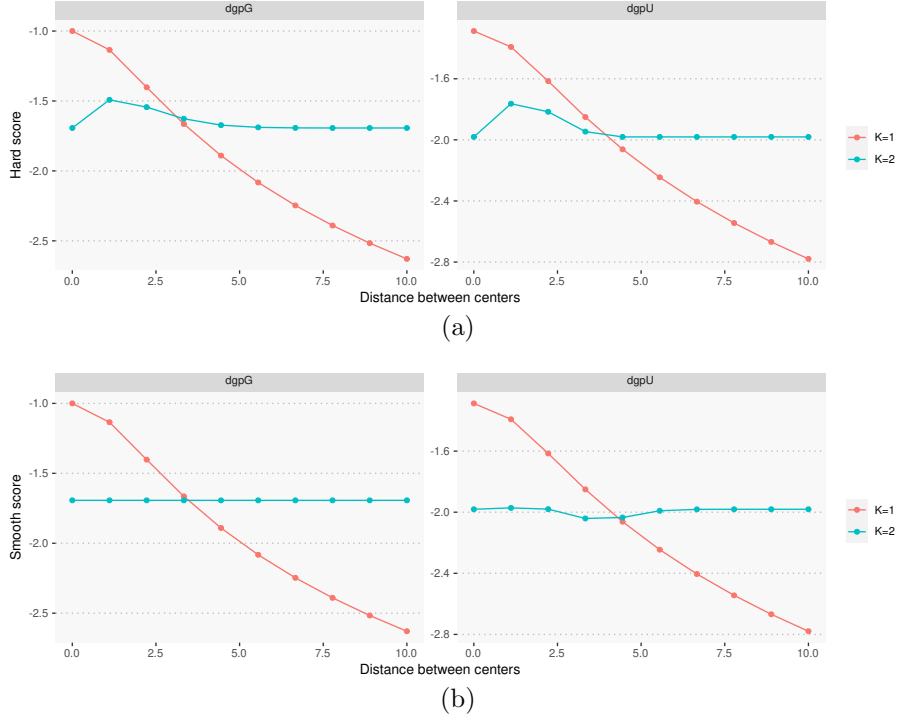 dgpG
dgpU
Hard score
-1.0
-1.5
-2.0
-2.5
-1.6
-2.0
-2.4
-2.8
0.0 2.5 5.0 7.5 10.0
0.0 2.5 5.0 7.5 10.0
Distance between centers
K=1
K=2
(a)
dgpG
dgpU
Smooth score
-1.0
-1.5
-2.0
-2.5
-1.6
-2.0
-2.4
-2.8
0.0 2.5 5.0 7.5 10.0
0.0 2.5 5.0 7.5 10.0
Distance between centers
K=1
K=2
(b)